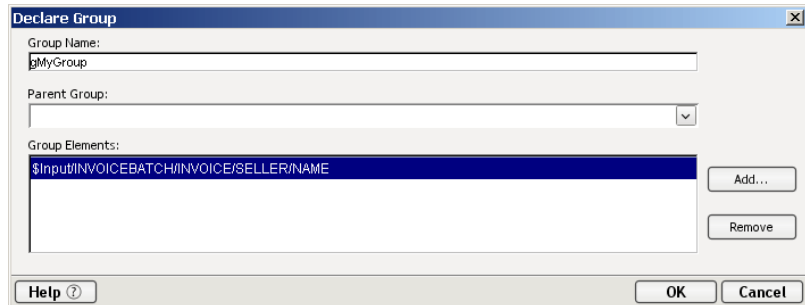 Declare Group
Group Name:
gMyGroup
Parent Group:
Group Elements:
$Input/INVOICEBATCH/INVOICE/SELLER/NAME
Add...
Remove
Help ?
OK
Cancel